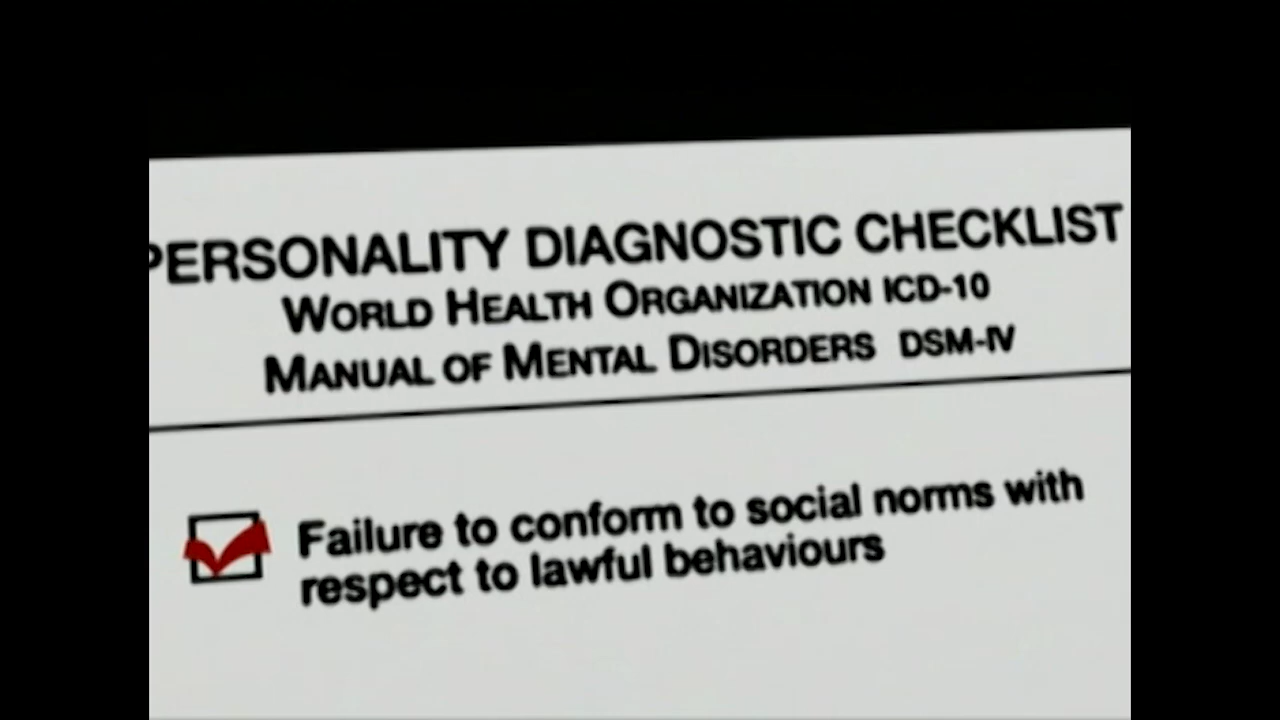 PERSONALITY DIAGNOSTIC CHECKLIST
WORLD HEALTH ORGANIZATION ICD-10
MANUAL OF MENTAL DISORDERS DSM-IV
Failure to conform to social norms with
respect to lawful behaviours